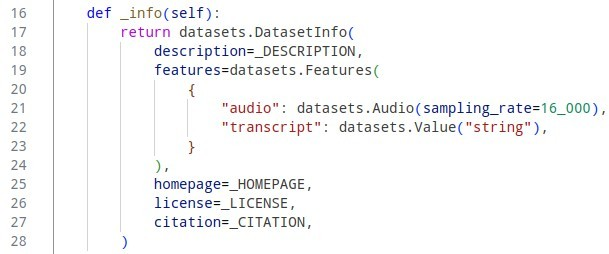 16 def _info(self):
17 return datasets.DatasetInfo(
18 description=_DESCRIPTION,
19 features=datasets.Features(
20 {
21 "audio": datasets.Audio(sampling_rate=16_000),
22 "transcript": datasets.Value("string"),
23 }
24 ),
25 homepage=_HOMEPAGE,
26 license=_LICENSE,
27 citation=_CITATION,
28 )